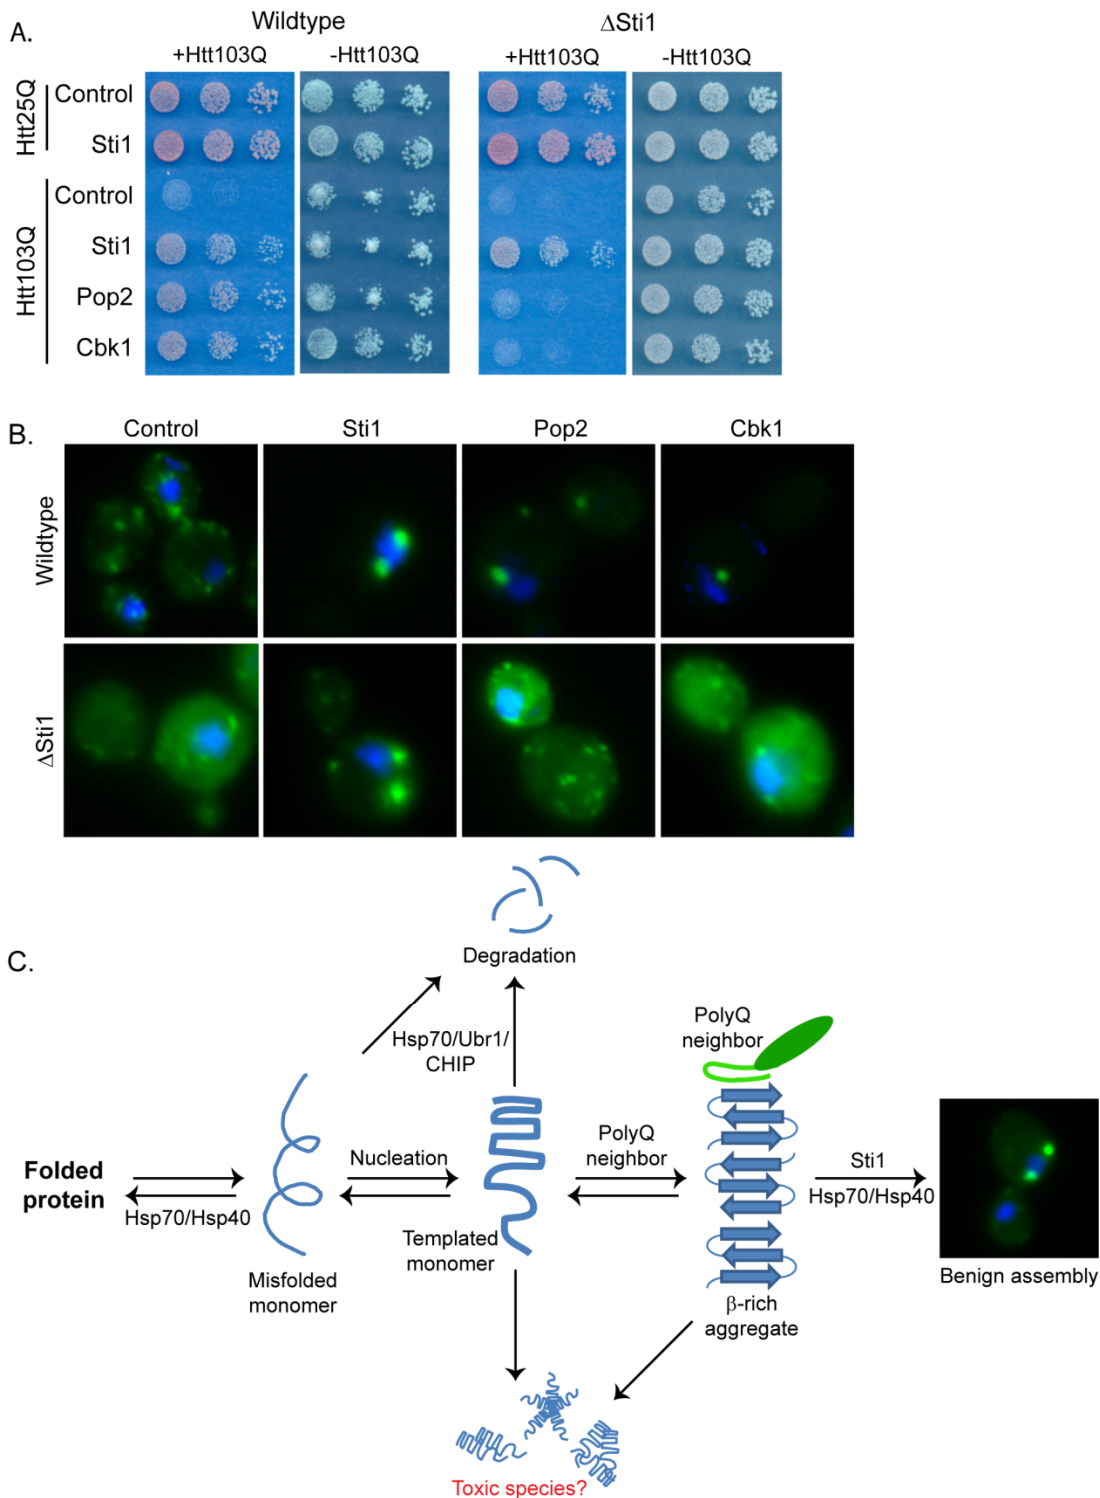 A.
Wildtype
ΔSti1
+Htt103Q
-Htt103Q
+Htt103Q
-Htt103Q
Htt25Q
Control
Sti1
Htt103Q
Control
Sti1
Pop2
Cbk1
B.
Control
Sti1
Pop2
Cbk1
Wildtype
ΔSti1
C.
Degradation
Hsp70/Ubr1/
CHIP
PolyQ
neighbor
Folded
protein
Hsp70/Hsp40
Misfolded
monomer
Nucleation
Templated
monomer
PolyQ
neighbor
β-rich
aggregate
Sti1
Hsp70/Hsp40
Benign assembly
Toxic species?